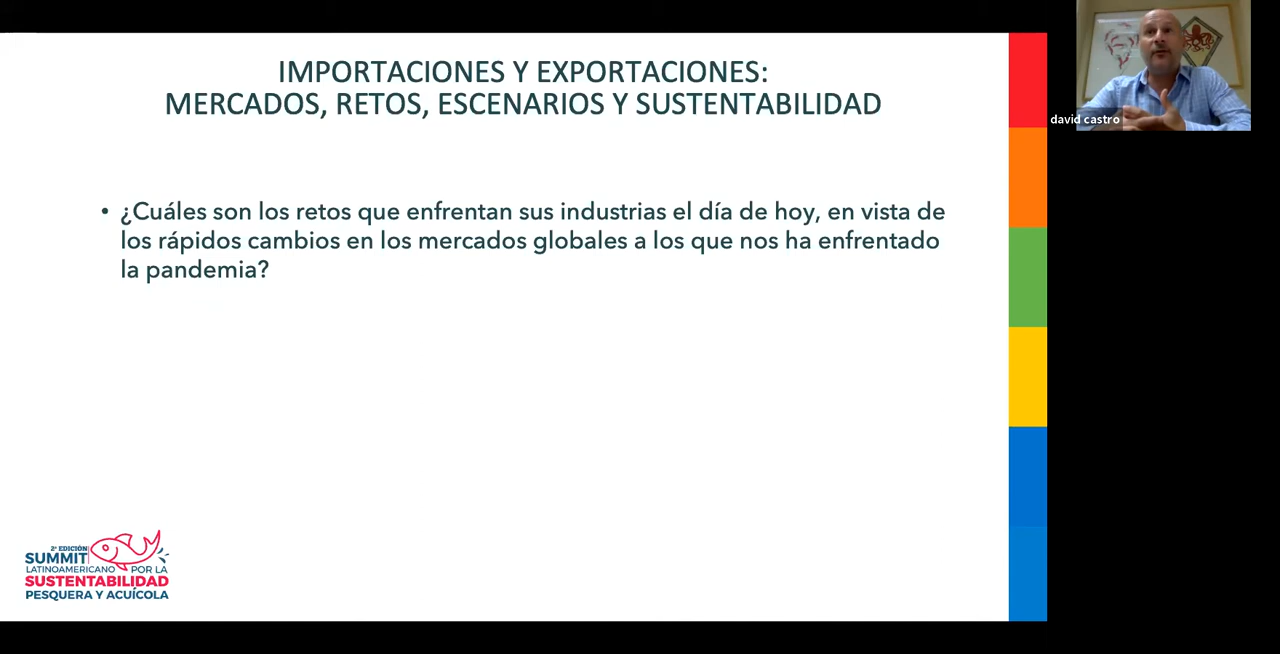 IMPORTACIONES Y EXPORTACIONES:
MERCADOS, RETOS, ESCENARIOS Y SUSTENTABILIDAD
• ¿Cuáles son los retos que enfrentan sus industrias el día de hoy, en vista de
los rápidos cambios en los mercados globales a los que nos ha enfrentado
la pandemia?
david castro
2ª EDICIÓN
SUMMIT
LATINOAMERICANO POR LA
SUSTENTABILIDAD
PESQUERA Y ACUÍCOLA